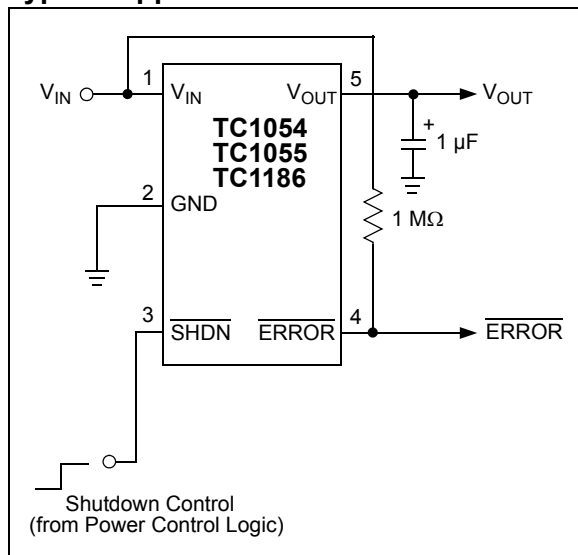 1
5
V_IN
V_IN
V_OUT
V_OUT
TC1054
TC1055
TC1186
+
1 µF
2
GND
1 MΩ
3
4
SHDN
ERROR
ERROR
Shutdown Control
(from Power Control Logic)